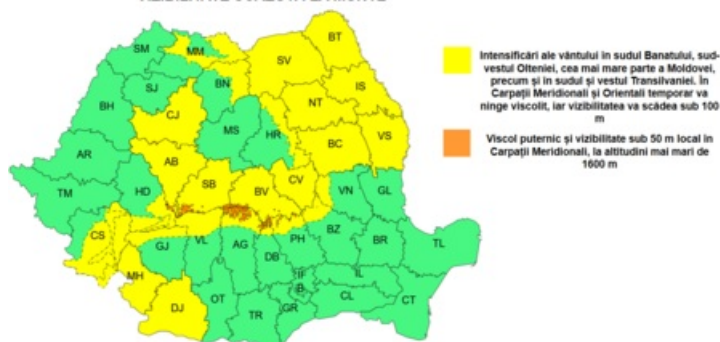 BT
SM
MM
SV
BN
SJ
IS
BH
NT
CJ
MS
HR
BC
VS
AR
AB
TM
HD
SB
BV
CV
VN
GL
CS
GJ
VL
AG
PH
BZ
BR
TL
DB
MH
IF
IL
B
OT
DJ
TR
GR
CL
CT
Intensificări ale vântului în sudul Banatului, sud-
vestul Olteniei, cea mai mare parte a Moldovei,
precum și în sudul și vestul Transilvaniei. În
Carpații Meridionali și Orientali temporar va
ninge viscolit, iar vizibilitatea va scădea sub 100
m
Viscol puternic și vizibilitate sub 50 m local în
Carpații Meridionali, la altitudini mai mari de
1600 m